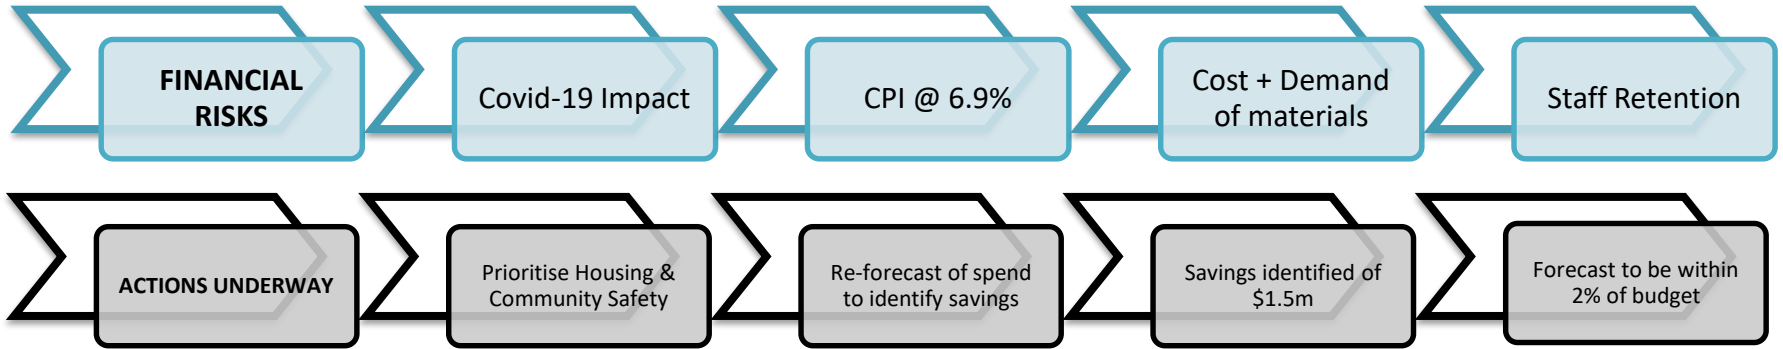 FINANCIAL
RISKS
Covid-19 Impact
CPI @ 6.9%
Cost + Demand
of materials
Staff Retention
ACTIONS UNDERWAY
Prioritise Housing &
Community Safety
Re-forecast of spend
to identify savings
Savings identified of
$1.5m
Forecast to be within
2% of budget